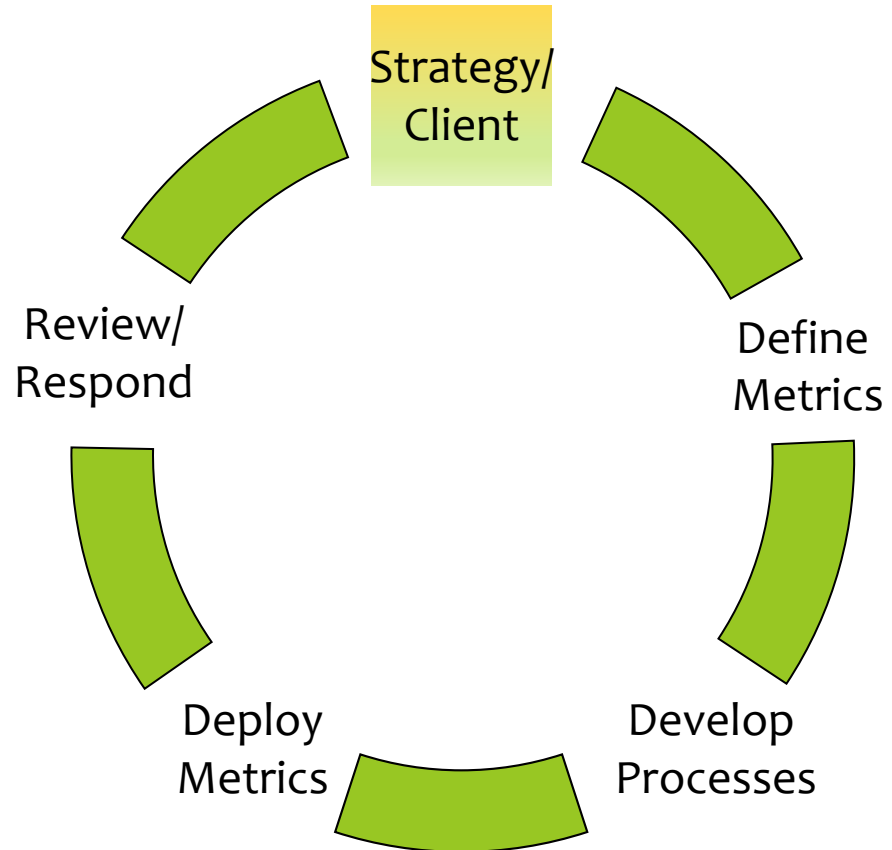 Strategy/
Client
Define
Metrics
Develop
Processes
Deploy
Metrics
Review/
Respond